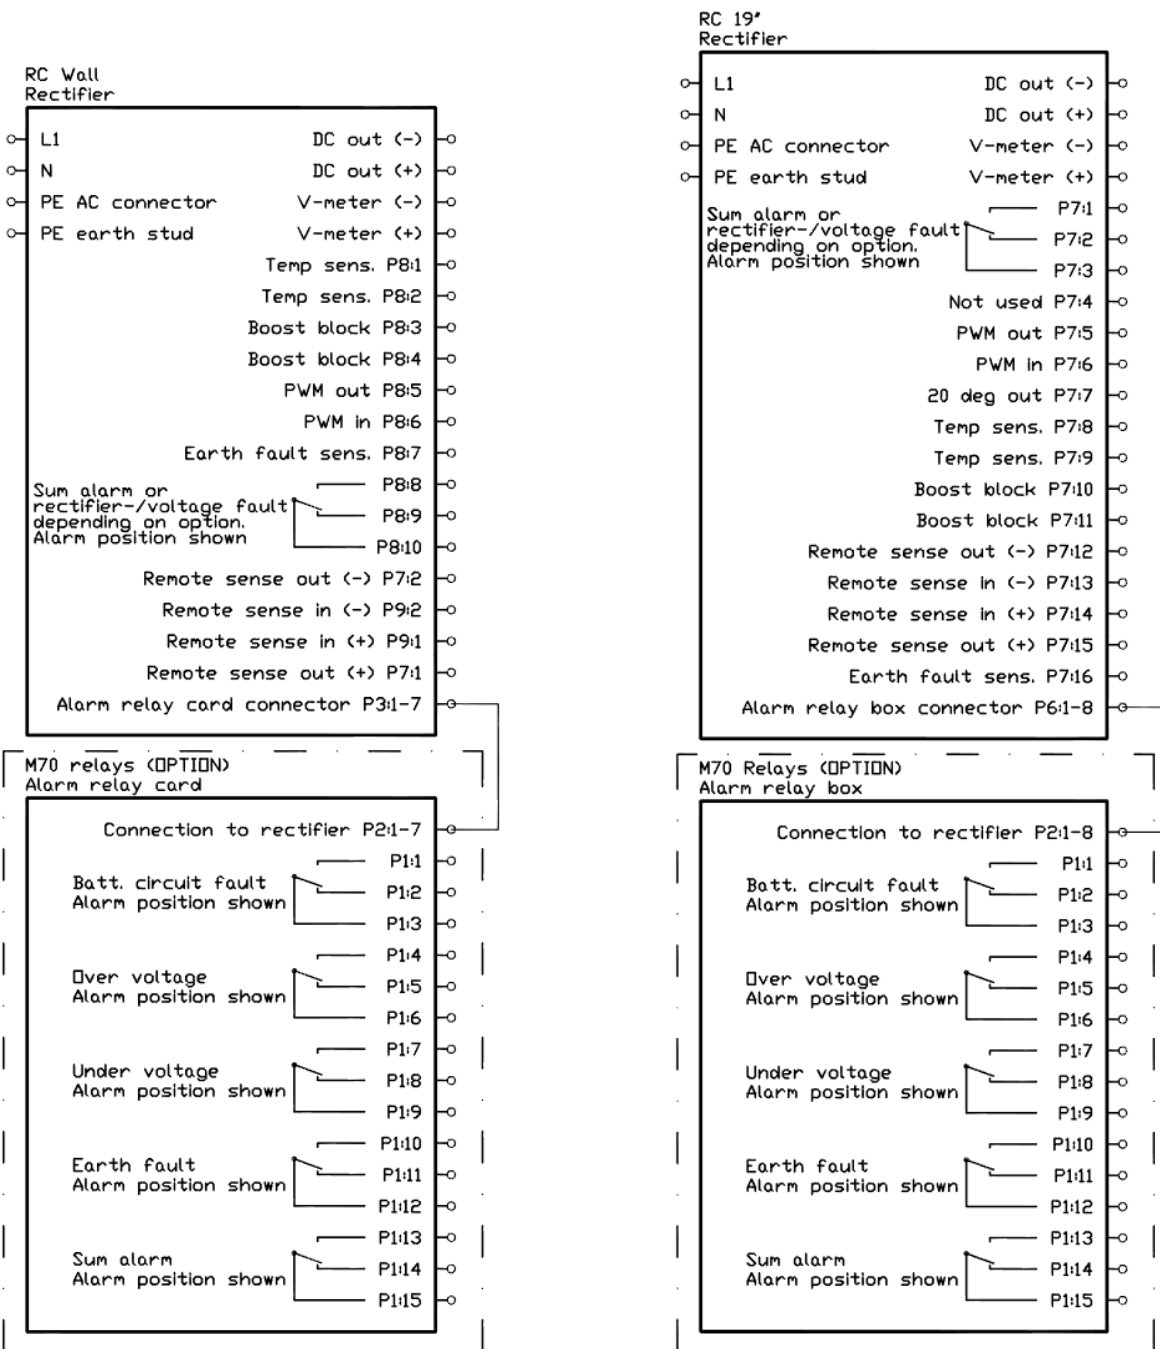 RC Wall
Rectifier
L1 DC out (-)
N DC out (+)
PE AC connector V-meter (-)
PE earth stud V-meter (+)
Temp sens. P8:1
Temp sens. P8:2
Boost block P8:3
Boost block P8:4
PWM out P8:5
PWM in P8:6
Earth fault sens. P8:7
P8:8
Sum alarm or
rectifier-/voltage fault
depending on option.
Alarm position shown
P8:9
P8:10
Remote sense out (-) P7:2
Remote sense in (-) P9:2
Remote sense in (+) P9:1
Remote sense out (+) P7:1
Alarm relay card connector P3:1-7
M70 relays (OPTION)
Alarm relay card
Connection to rectifier P2:1-7
P1:1
Batt. circuit fault
Alarm position shown
P1:2
P1:3
P1:4
Over voltage
Alarm position shown
P1:5
P1:6
P1:7
Under voltage
Alarm position shown
P1:8
P1:9
P1:10
Earth fault
Alarm position shown
P1:11
P1:12
P1:13
Sum alarm
Alarm position shown
P1:14
P1:15
RC 19"
Rectifier
L1 DC out (-)
N DC out (+)
PE AC connector V-meter (-)
PE earth stud V-meter (+)
P7:1
Sum alarm or
rectifier-/voltage fault
depending on option.
Alarm position shown
P7:2
P7:3
Not used P7:4
PWM out P7:5
PWM in P7:6
20 deg out P7:7
Temp sens. P7:8
Temp sens. P7:9
Boost block P7:10
Boost block P7:11
Remote sense out (-) P7:12
Remote sense in (-) P7:13
Remote sense in (+) P7:14
Remote sense out (+) P7:15
Earth fault sens. P7:16
Alarm relay box connector P6:1-8
M70 Relays (OPTION)
Alarm relay box
Connection to rectifier P2:1-8
P1:1
Batt. circuit fault
Alarm position shown
P1:2
P1:3
P1:4
Over voltage
Alarm position shown
P1:5
P1:6
P1:7
Under voltage
Alarm position shown
P1:8
P1:9
P1:10
Earth fault
Alarm position shown
P1:11
P1:12
P1:13
Sum alarm
Alarm position shown
P1:14
P1:15